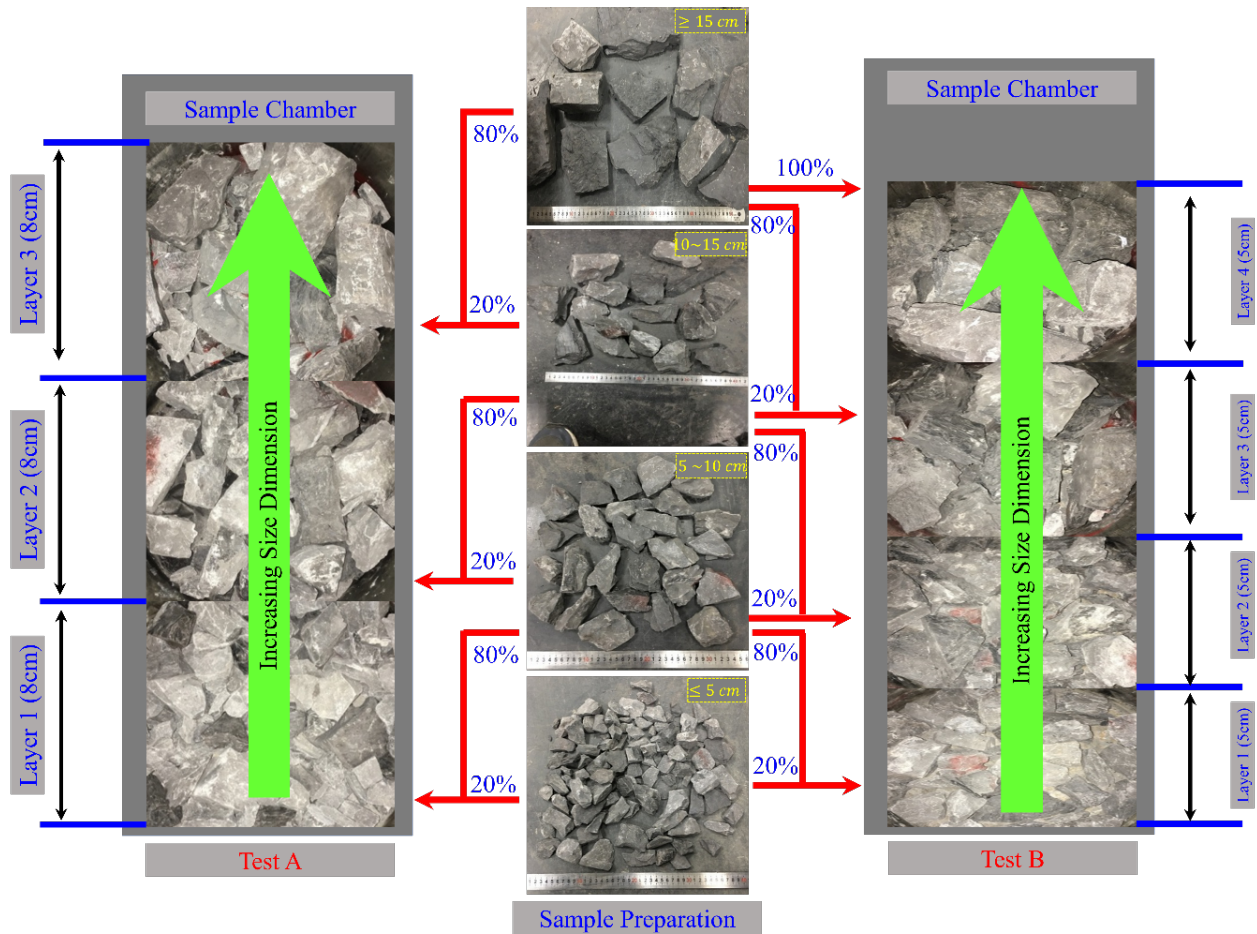 ≥ 15 cm
Sample Chamber
Sample Chamber
80%
100%
80%
10~15 cm
Layer 3 (8cm)
20%
Layer 4 (5cm)
80%
20%
80%
5 ~10 cm
Layer 2 (8cm)
Increasing Size Dimension
20%
Layer 3 (5cm)
Increasing Size Dimension
20%
80%
80%
Layer 2 (5cm)
≤ 5 cm
Layer 1 (8cm)
20%
20%
Layer 1 (5cm)
Test A
Test B
Sample Preparation